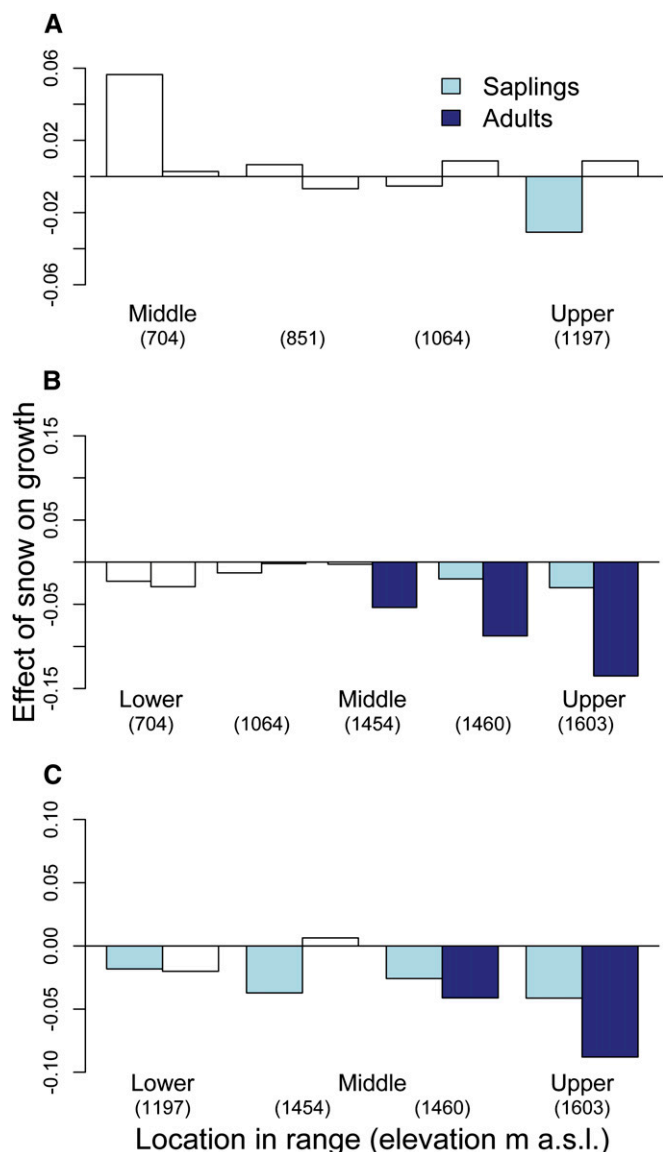 A
0.06
0.02
-0.02
-0.06
Saplings
Adults
Middle Upper
(704) (851) (1064) (1197)
B
0.15
0.05
-0.05
-0.15
Effect of snow on growth
Lower Middle Upper
(704) (1064) (1454) (1460) (1603)
C
0.10
0.05
0.00
-0.05
-0.10
Lower Middle Upper
(1197) (1454) (1460) (1603)
Location in range (elevation m a.s.l.)